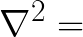 ∇² =